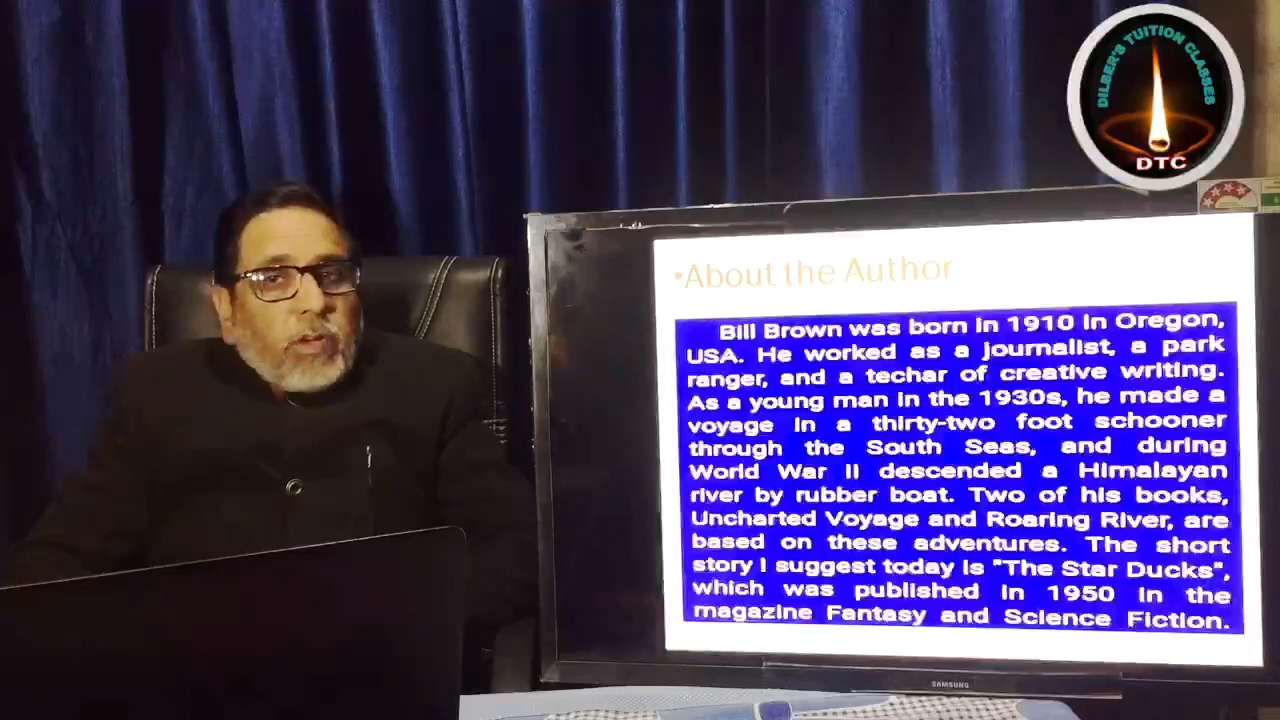 DILBER'S TUITION CLASSES
DTC
•About the Author
Bill Brown was born in 1910 in Oregon,
USA. He worked as a journalist, a park
ranger, and a techar of creative writing.
As a young man in the 1930s, he made a
voyage in a thirty-two foot schooner
through the South Seas, and during
World War II descended a Himalayan
river by rubber boat. Two of his books,
Uncharted Voyage and Roaring River, are
based on these adventures. The short
story I suggest today is "The Star Ducks",
which was published in 1950 in the
magazine Fantasy and Science Fiction.
SAMSUNG